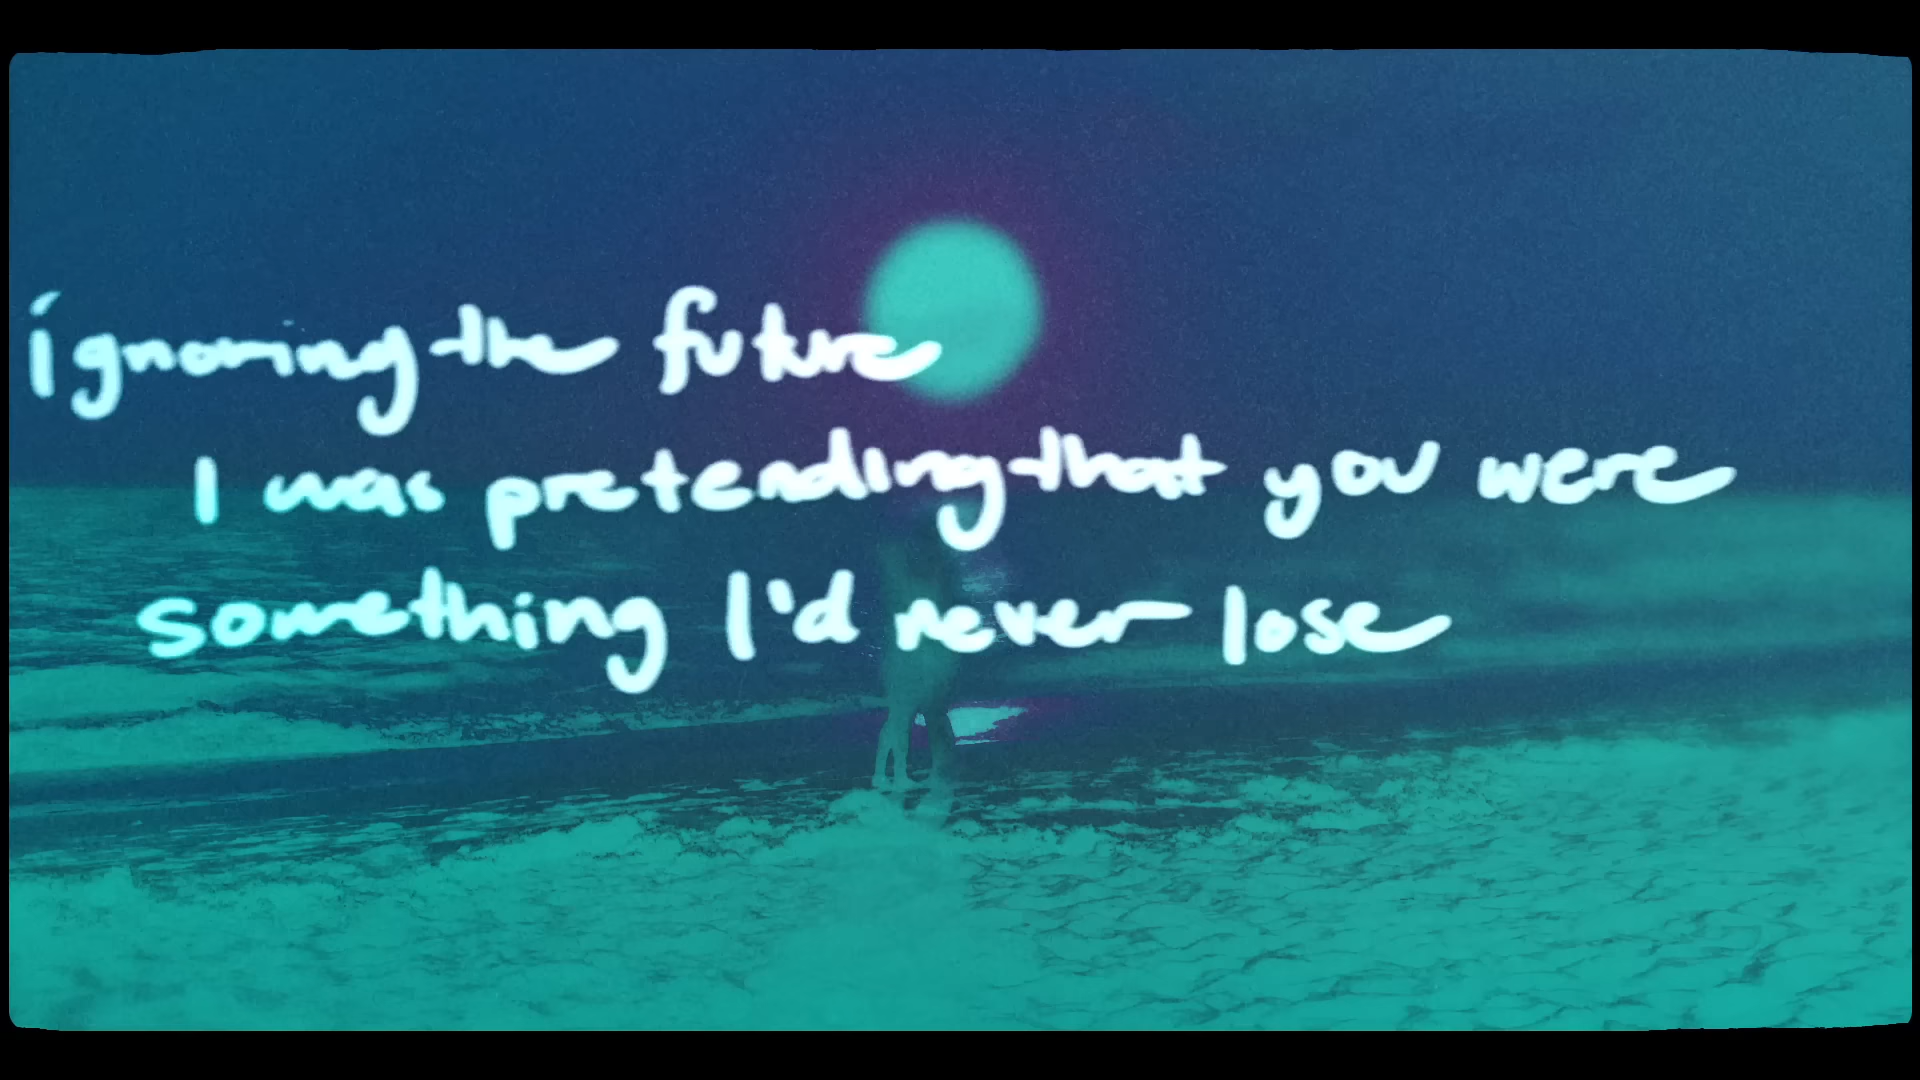 ignoring the future
I was pretending that you were
something I'd never lose